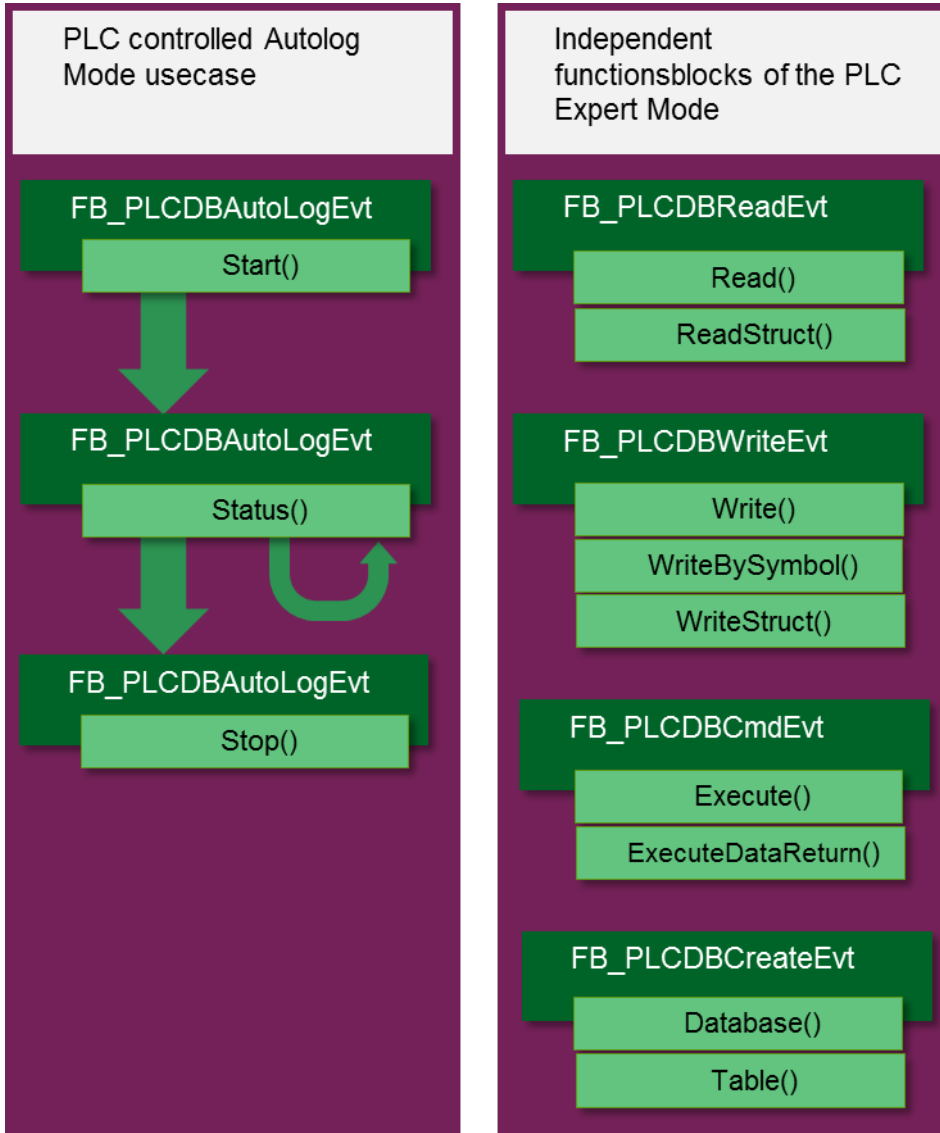 PLC controlled Autolog
Mode usecase
FB_PLCDBAutoLogEvt
Start()
FB_PLCDBAutoLogEvt
Status()
FB_PLCDBAutoLogEvt
Stop()
Independent
functionsblocks of the PLC
Expert Mode
FB_PLCDBReadEvt
Read()
ReadStruct()
FB_PLCDBWriteEvt
Write()
WriteBySymbol()
WriteStruct()
FB_PLCDBCmdEvt
Execute()
ExecuteDataReturn()
FB_PLCDBCreateEvt
Database()
Table()